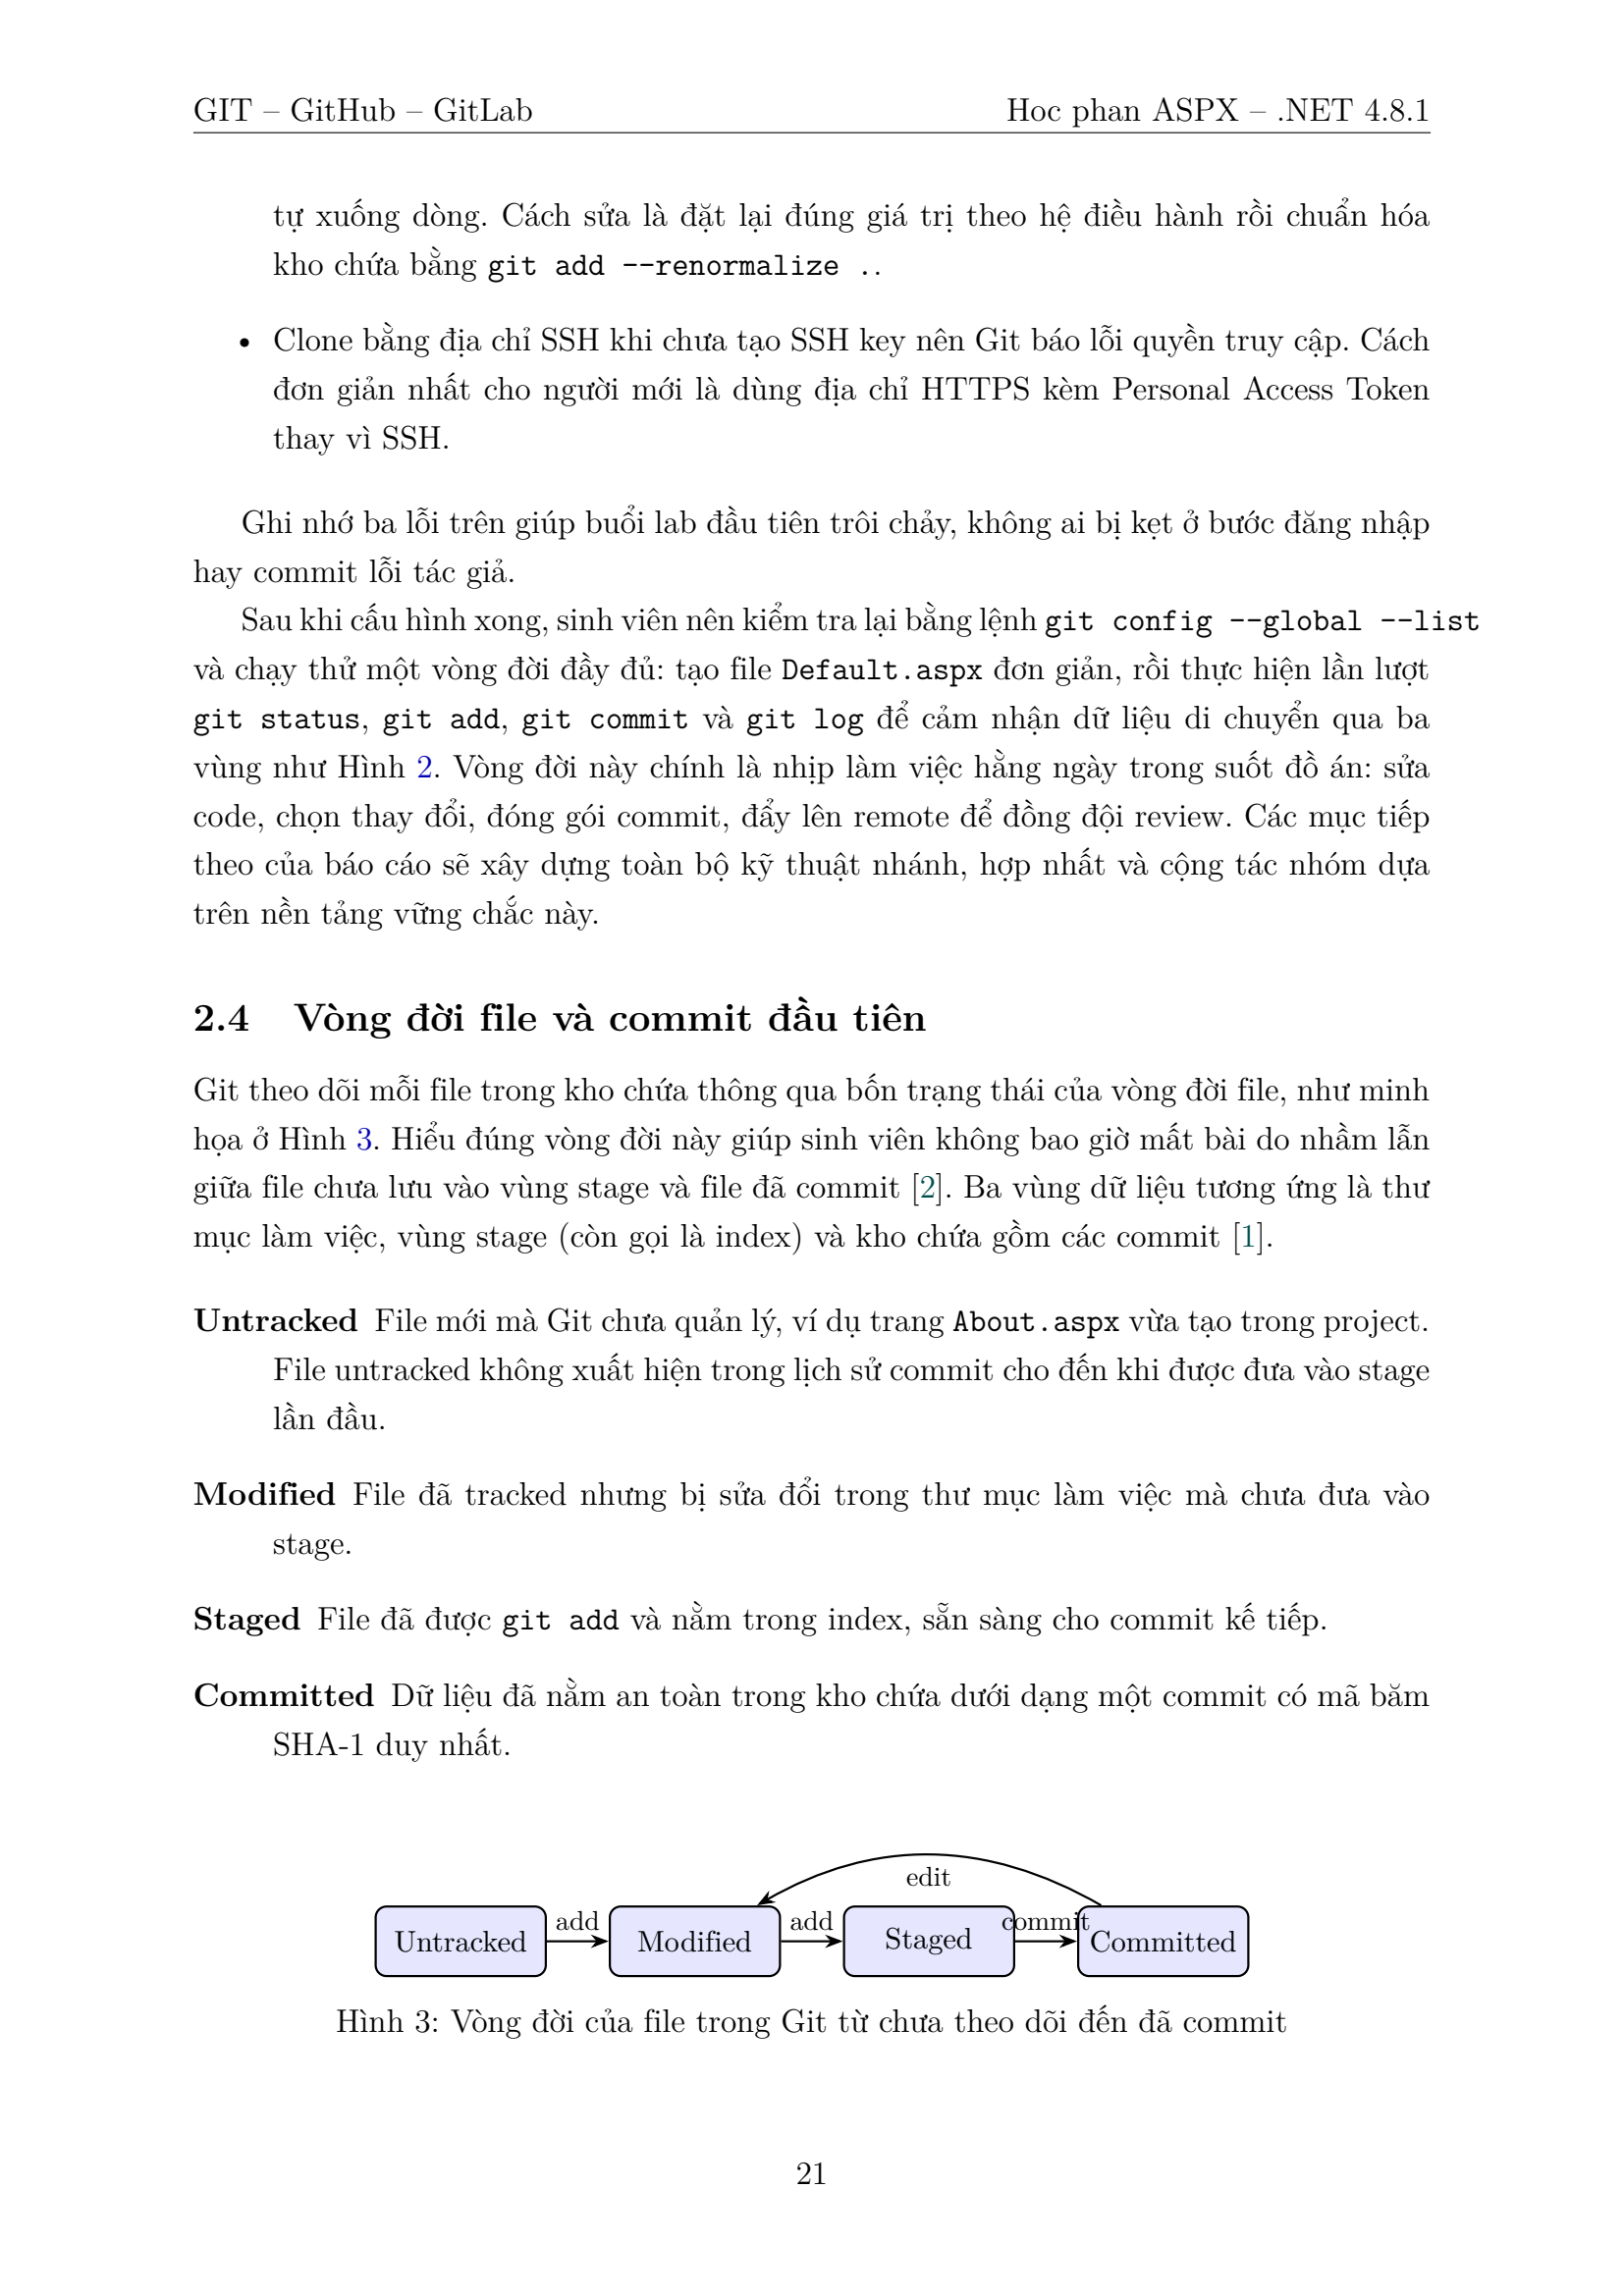 GIT – GitHub – GitLab
Hoc phan ASPX – .NET 4.8.1
tự xuống dòng. Cách sửa là đặt lại đúng giá trị theo hệ điều hành rồi chuẩn hóa
kho chứa bằng git add --renormalize ..
• Clone bằng địa chỉ SSH khi chưa tạo SSH key nên Git báo lỗi quyền truy cập. Cách
đơn giản nhất cho người mới là dùng địa chỉ HTTPS kèm Personal Access Token
thay vì SSH.
Ghi nhớ ba lỗi trên giúp buổi lab đầu tiên trôi chảy, không ai bị kẹt ở bước đăng nhập
hay commit lỗi tác giả.
Sau khi cấu hình xong, sinh viên nên kiểm tra lại bằng lệnh git config --global --list
và chạy thử một vòng đời đầy đủ: tạo file Default.aspx đơn giản, rồi thực hiện lần lượt
git status, git add, git commit và git log để cảm nhận dữ liệu di chuyển qua ba
vùng như Hình 2. Vòng đời này chính là nhịp làm việc hằng ngày trong suốt đồ án: sửa
code, chọn thay đổi, đóng gói commit, đẩy lên remote để đồng đội review. Các mục tiếp
theo của báo cáo sẽ xây dựng toàn bộ kỹ thuật nhánh, hợp nhất và cộng tác nhóm dựa
trên nền tảng vững chắc này.
2.4 Vòng đời file và commit đầu tiên
Git theo dõi mỗi file trong kho chứa thông qua bốn trạng thái của vòng đời file, như minh
họa ở Hình 3. Hiểu đúng vòng đời này giúp sinh viên không bao giờ mất bài do nhầm lẫn
giữa file chưa lưu vào vùng stage và file đã commit [2]. Ba vùng dữ liệu tương ứng là thư
mục làm việc, vùng stage (còn gọi là index) và kho chứa gồm các commit [1].
Untracked File mới mà Git chưa quản lý, ví dụ trang About.aspx vừa tạo trong project.
File untracked không xuất hiện trong lịch sử commit cho đến khi được đưa vào stage
lần đầu.
Modified File đã tracked nhưng bị sửa đổi trong thư mục làm việc mà chưa đưa vào
stage.
Staged File đã được git add và nằm trong index, sẵn sàng cho commit kế tiếp.
Committed Dữ liệu đã nằm an toàn trong kho chứa dưới dạng một commit có mã băm
SHA-1 duy nhất.
edit
Untracked add Modified add Staged commit Committed
Hình 3: Vòng đời của file trong Git từ chưa theo dõi đến đã commit
21